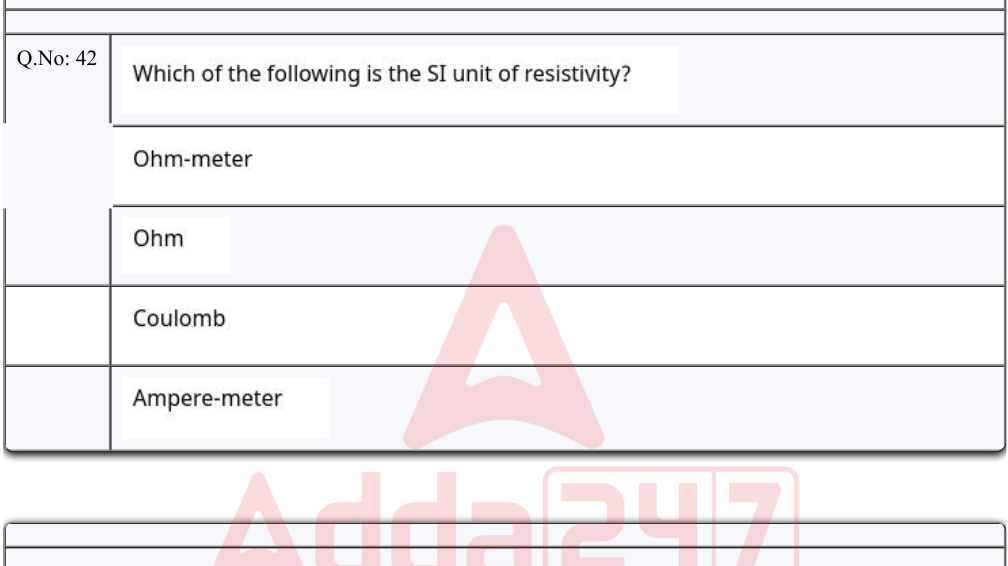 Q.No: 42
Which of the following is the SI unit of resistivity?
Ohm-meter
Ohm
Coulomb
Ampere-meter
Adda247